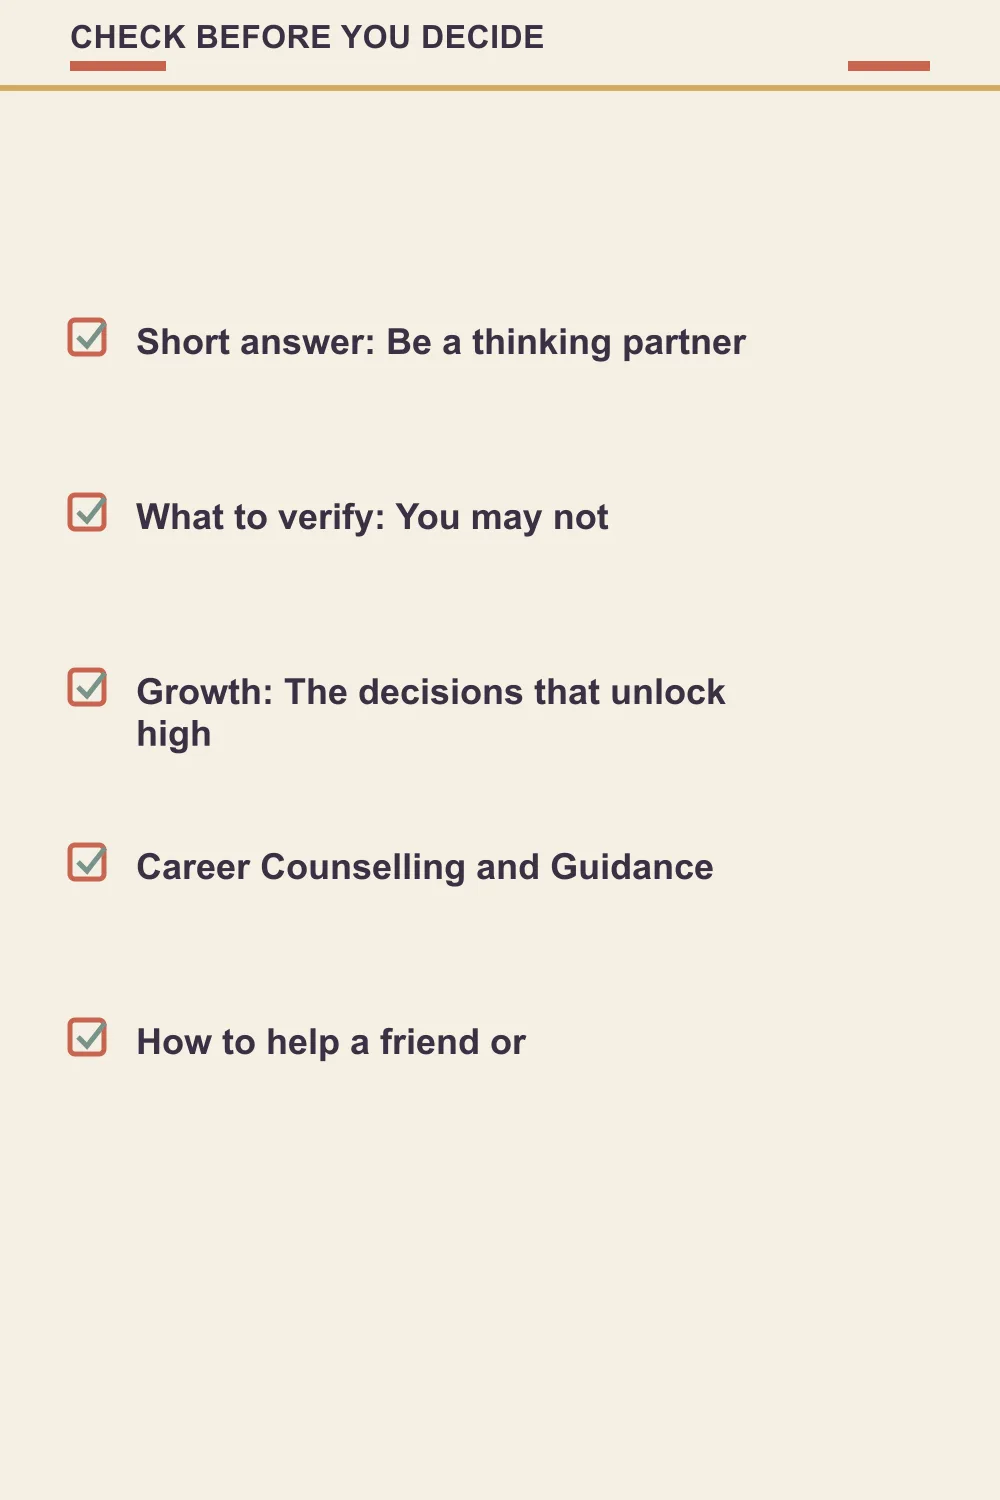 CHECK BEFORE YOU DECIDE
Short answer: Be a thinking partner
What to verify: You may not
Growth: The decisions that unlock
high
Career Counselling and Guidance
How to help a friend or